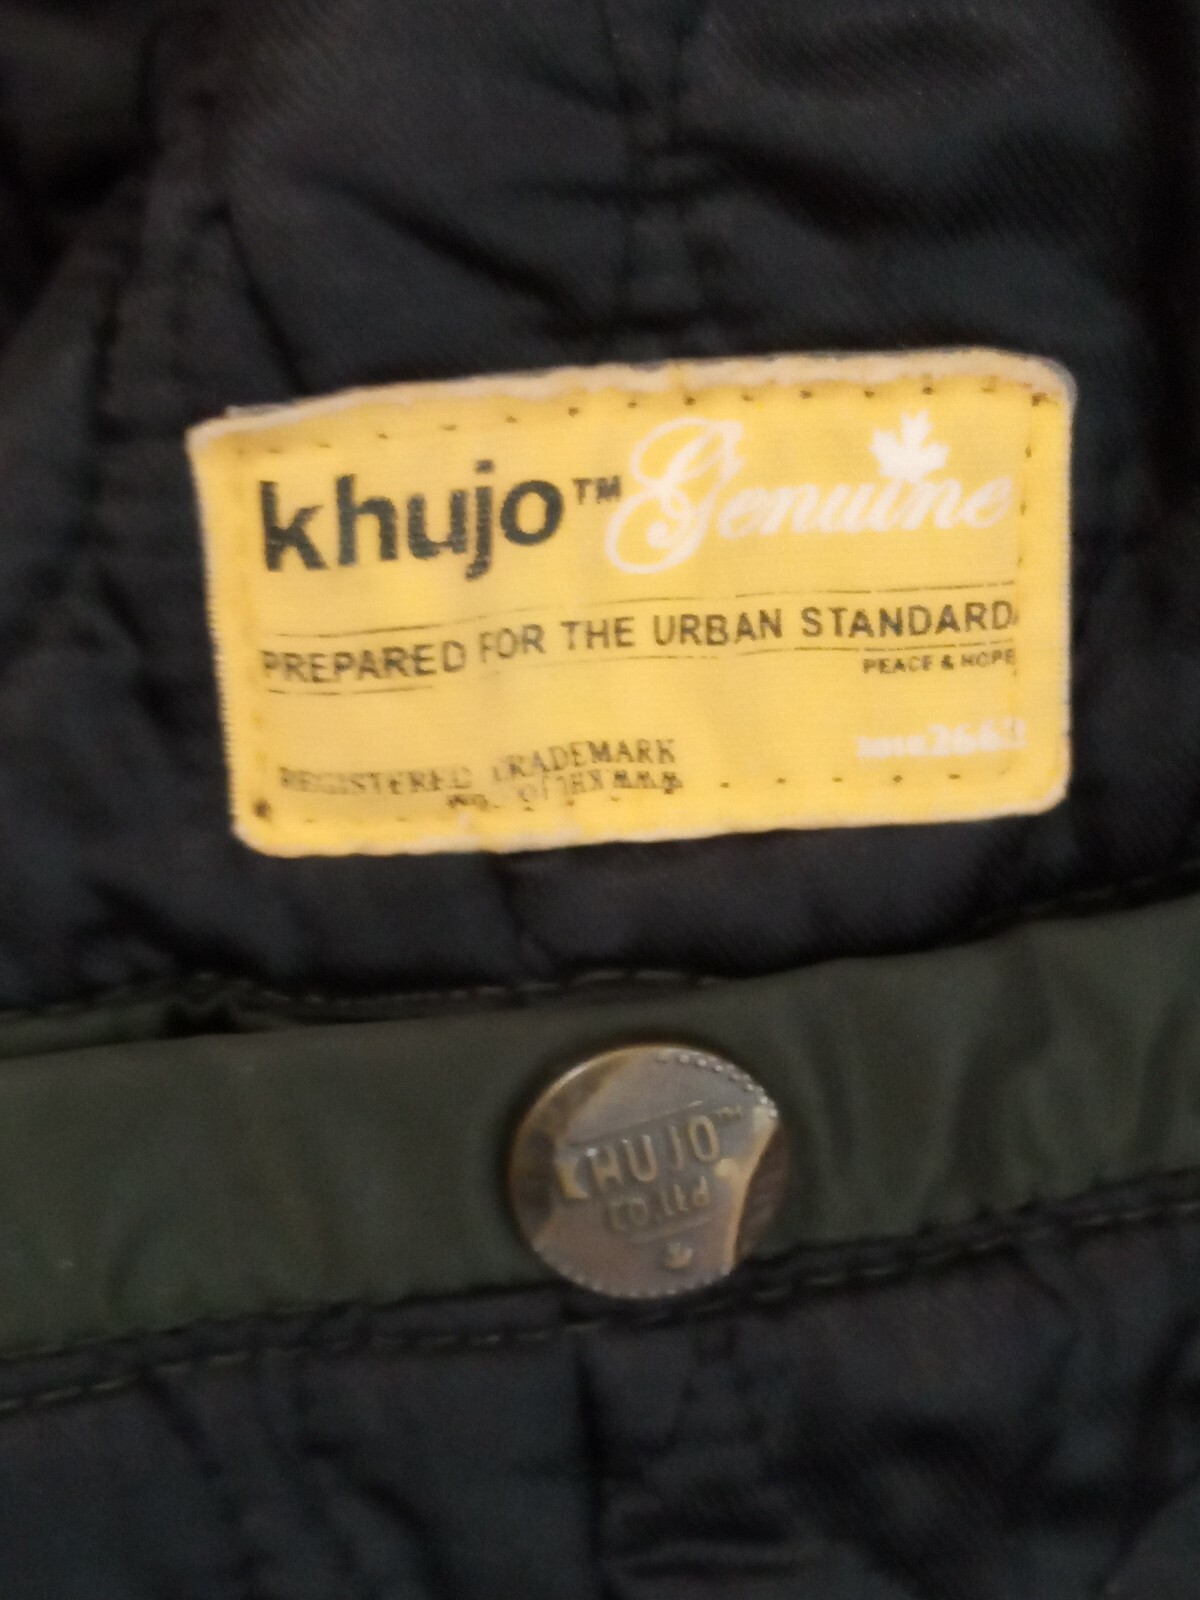 khujo™ Genuine
PREPARED FOR THE URBAN STANDARD
PEACE & HOPE
REGISTERED TRADEMARK
KHUJO™
CO.Ltd